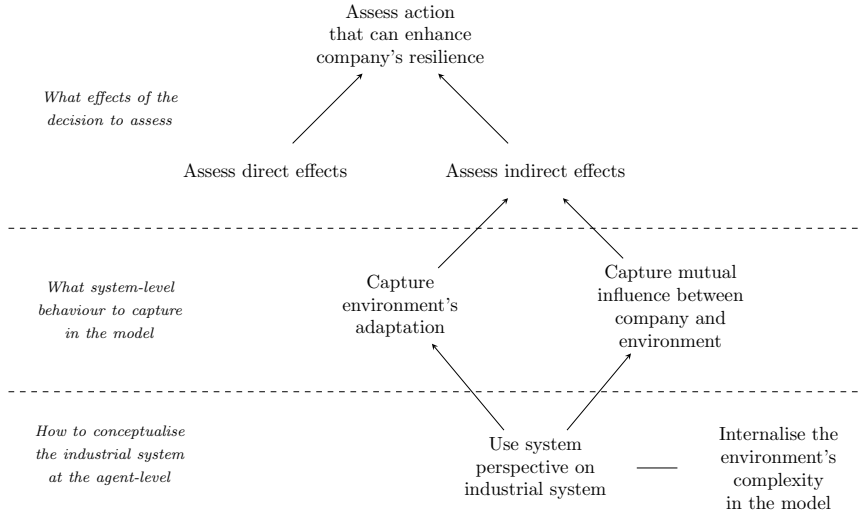 Assess action
that can enhance
company's resilience
What effects of the
decision to assess
Assess direct effects
Assess indirect effects
What system-level
behaviour to capture
in the model
Capture
environment's
adaptation
Capture mutual
influence between
company and
environment
How to conceptualise
the industrial system
at the agent-level
Use system
perspective on
industrial system
Internalise the
environment's
complexity
in the model